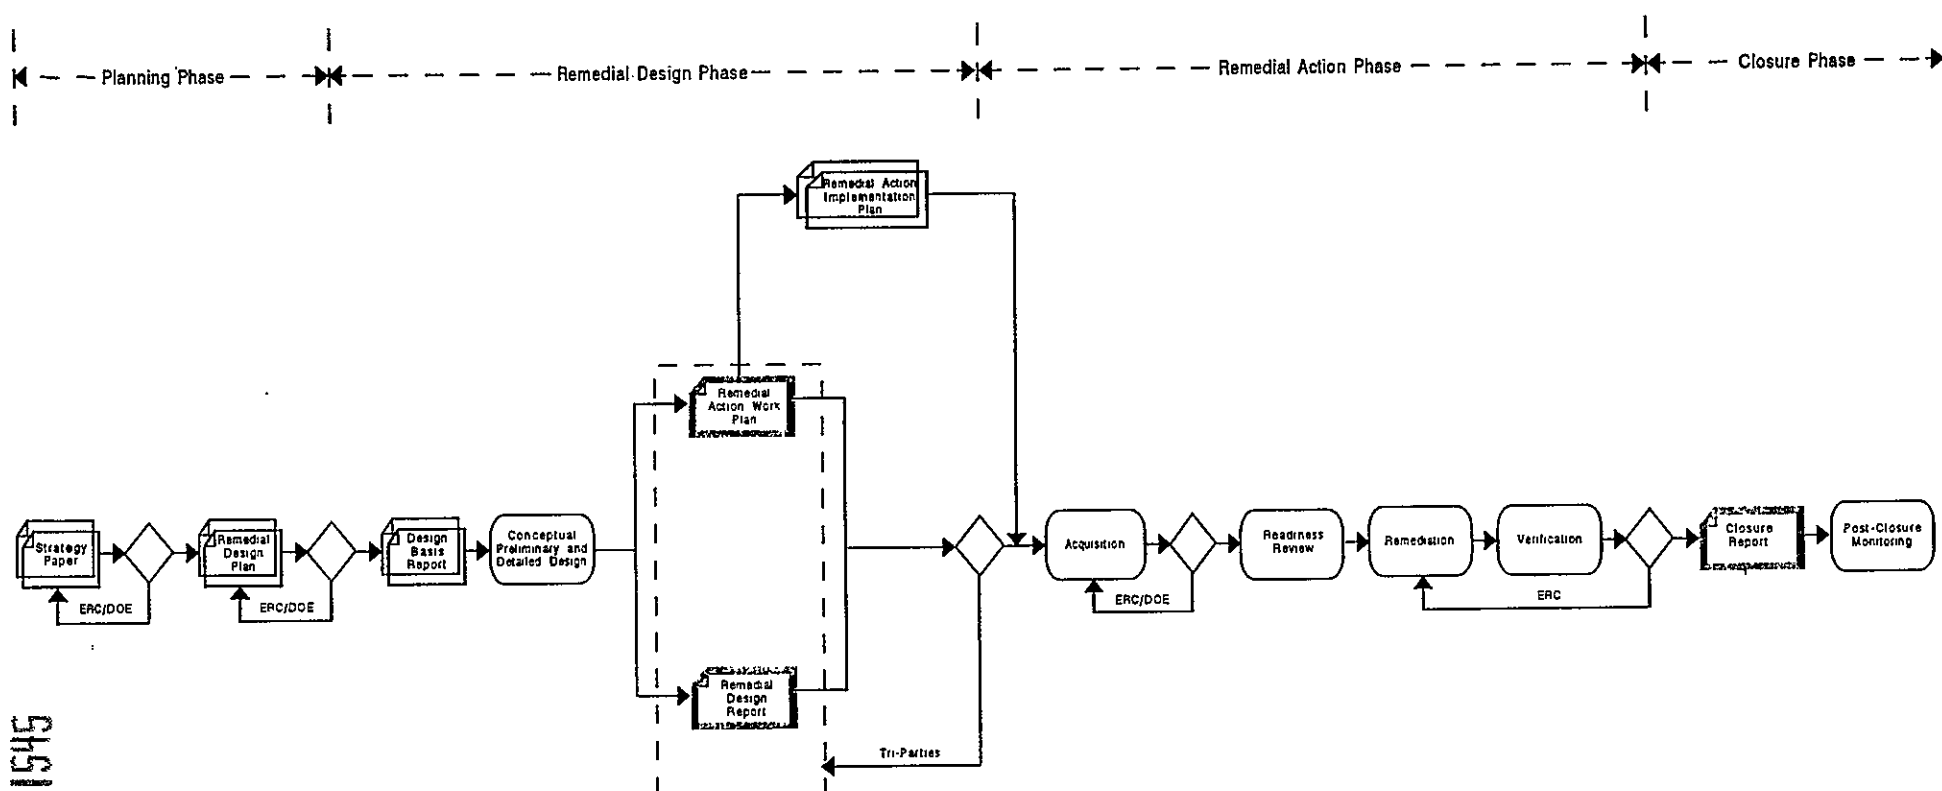 Planning Phase
Remedial Design Phase
Remedial Action Phase
Closure Phase
Remedial Action
Implementation
Plan
Remedial
Action Work
Plan
Strategy
Paper
ERC/DOE
Remedial
Design
Plan
ERC/DOE
Design
Basis
Report
Conceptual
Preliminary and
Detailed Design
Acquisition
ERC/DOE
Readiness
Review
Remediation
Verification
ERC
Closure
Report
Post-Closure
Monitoring
Remedial
Design
Report
Tri-Parties
1545